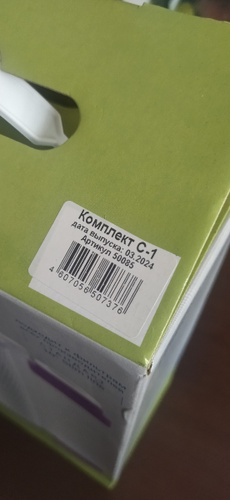 Комплект С-1
дата выпуска: 03.2024
Артикул 50085
4 607056 507376